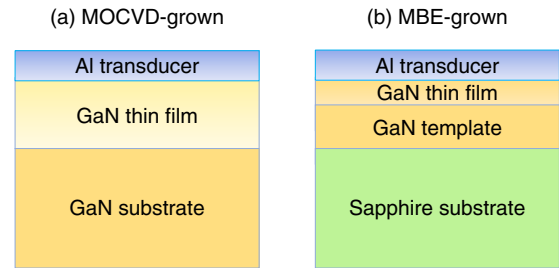 (a) MOCVD-grown
Al transducer
GaN thin film
GaN substrate
(b) MBE-grown
Al transducer
GaN thin film
GaN template
Sapphire substrate